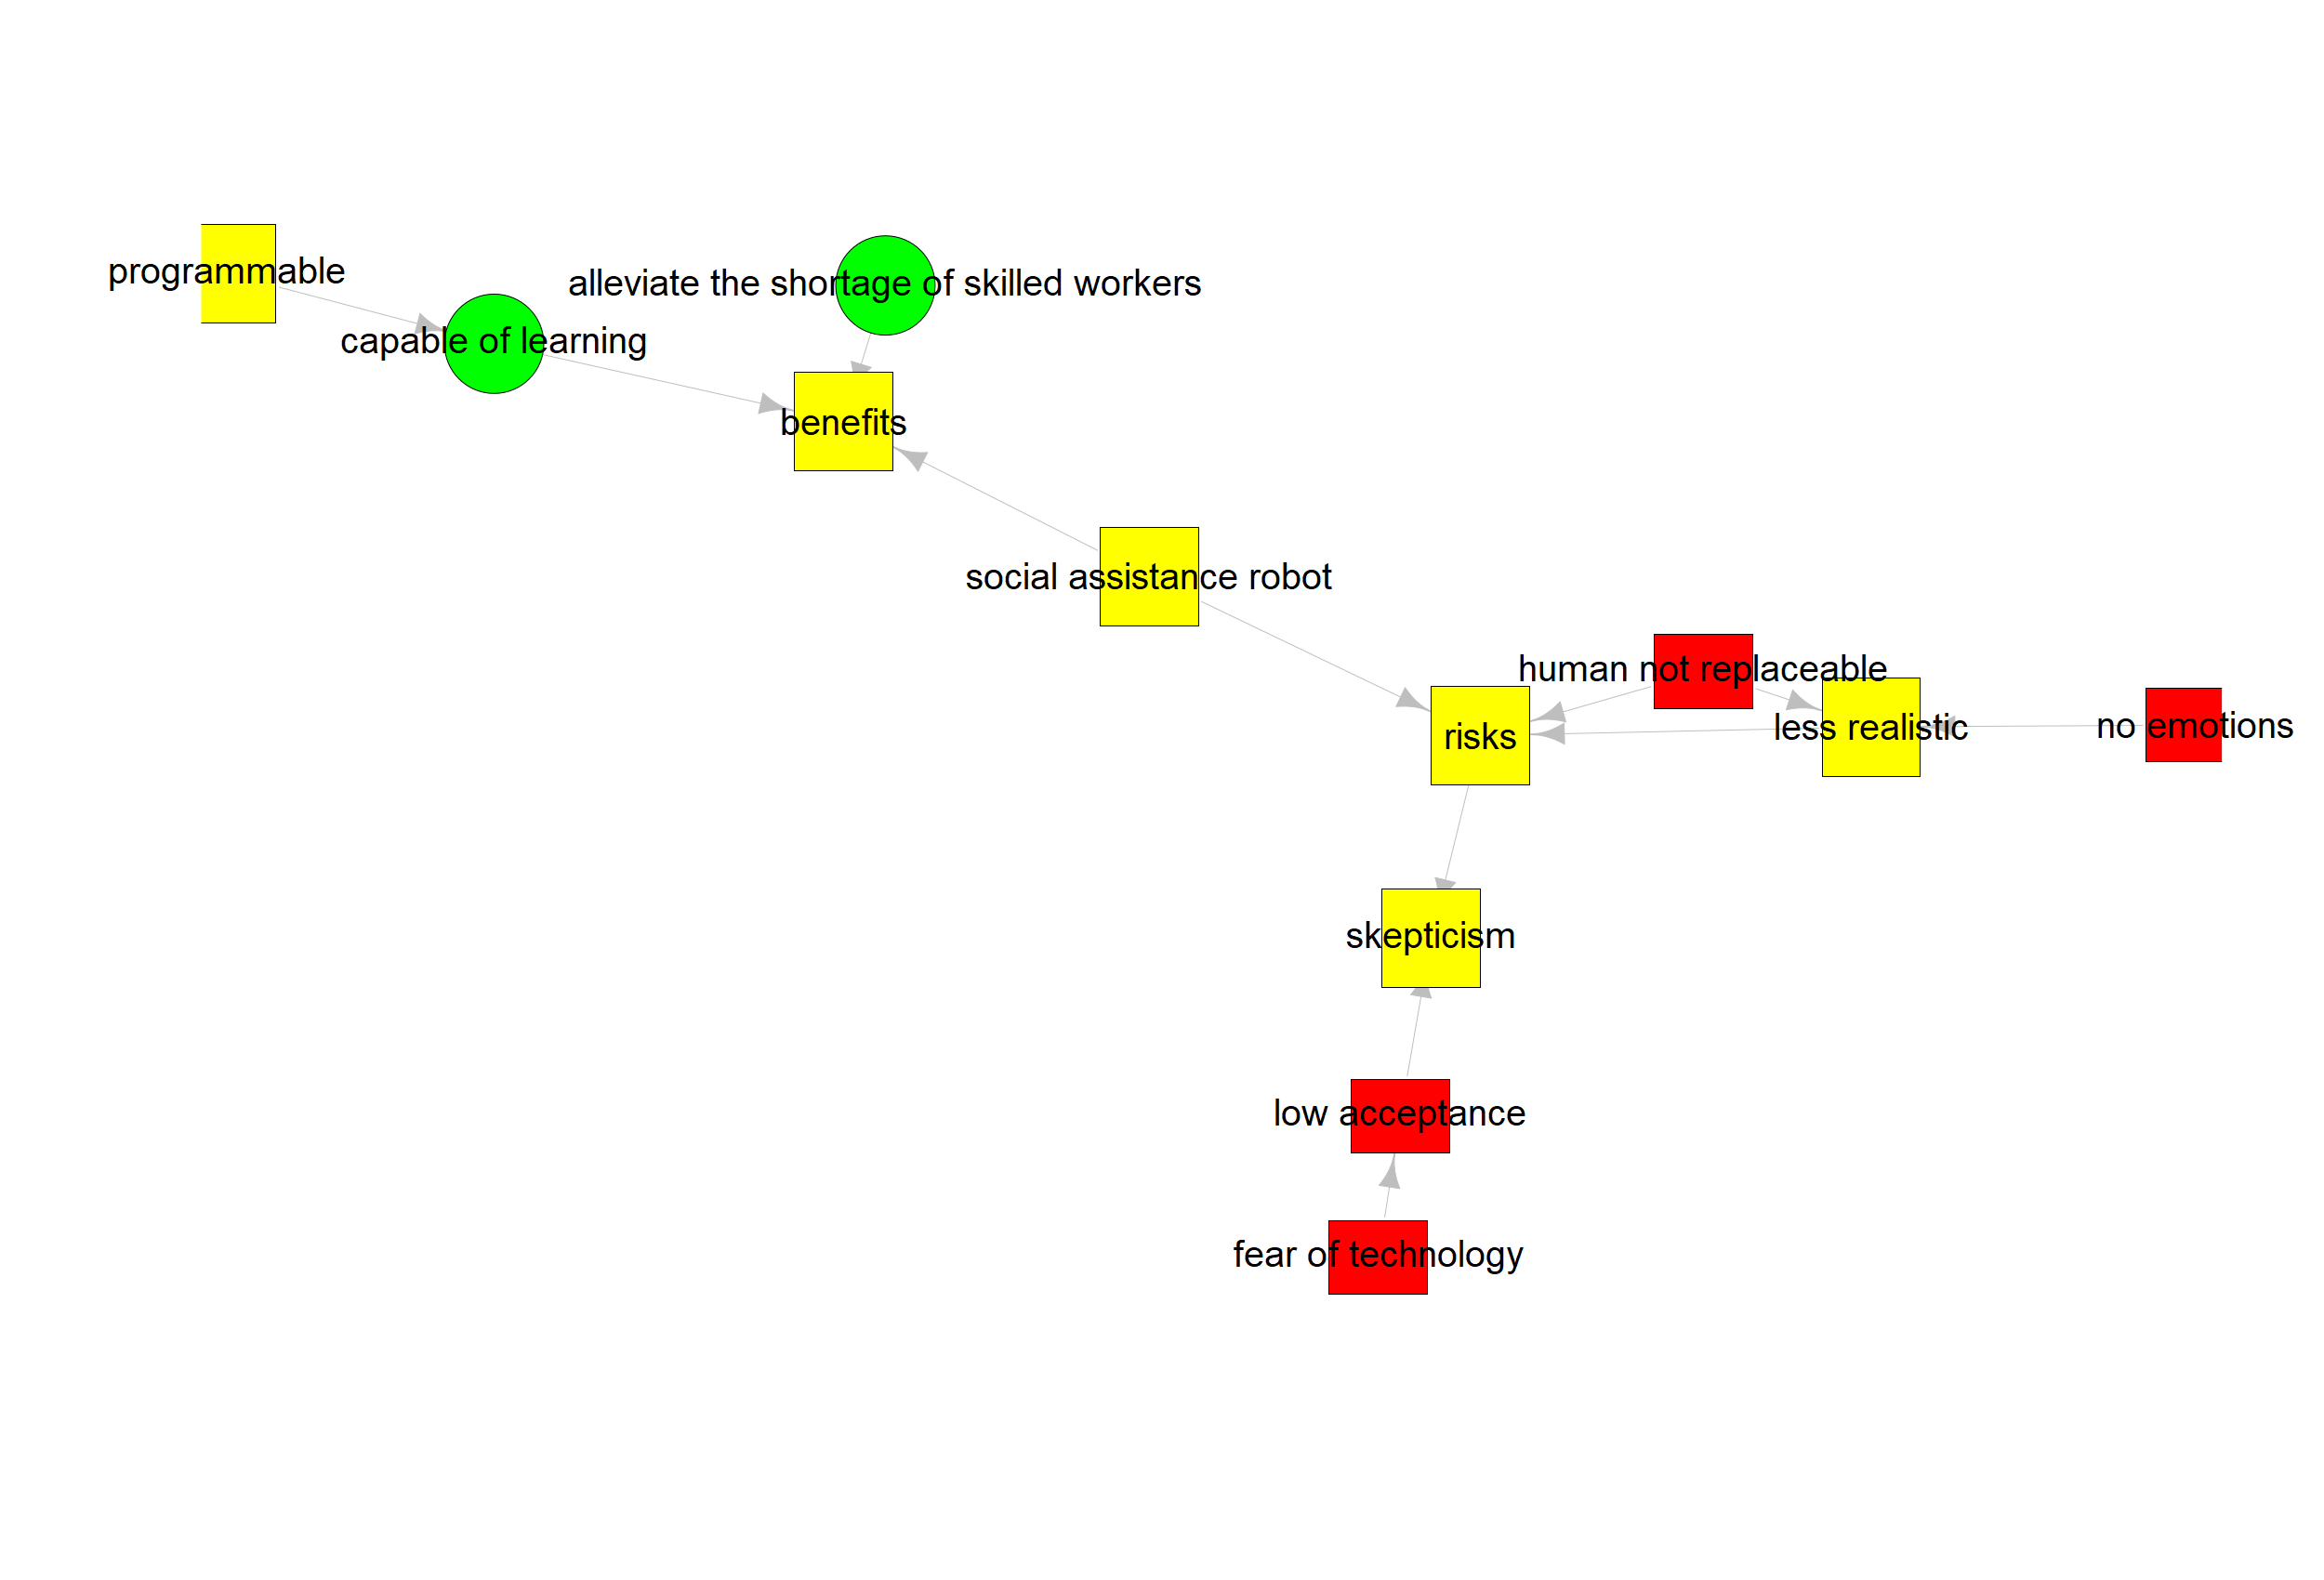 programmable
alleviate the shortage of skilled workers
capable of learning
benefits
social assistance robot
human not replaceable
less realistic
no emotions
risks
skepticism
low acceptance
fear of technology